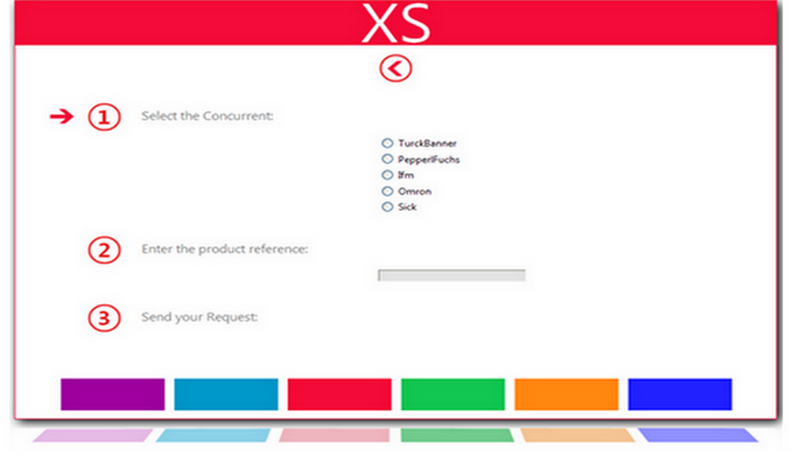 XS
1 Select the Concurrent:
TurckBanner
PepperlFuchs
Ifm
Omron
Sick
2 Enter the product reference:
3 Send your Request: